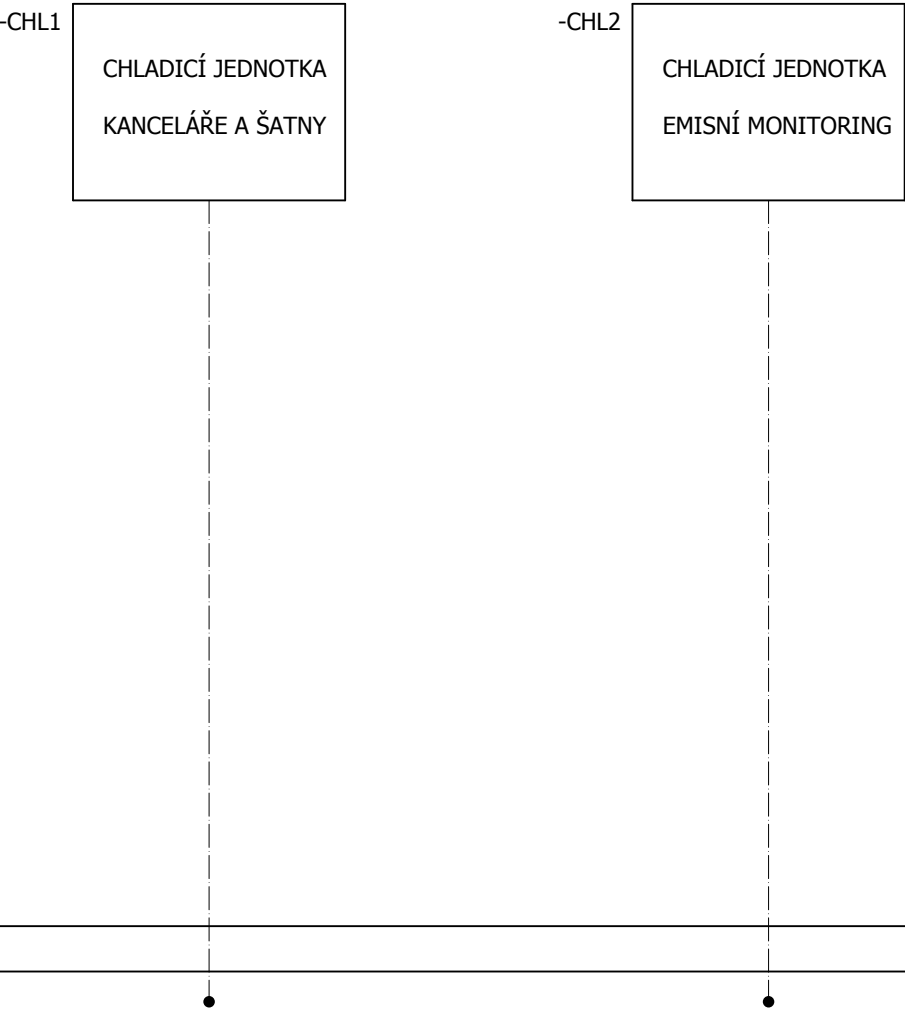 -CHL1
CHLADICÍ JEDNOTKA
KANCELÁŘE A ŠATNY
-CHL2
CHLADICÍ JEDNOTKA
EMISNÍ MONITORING